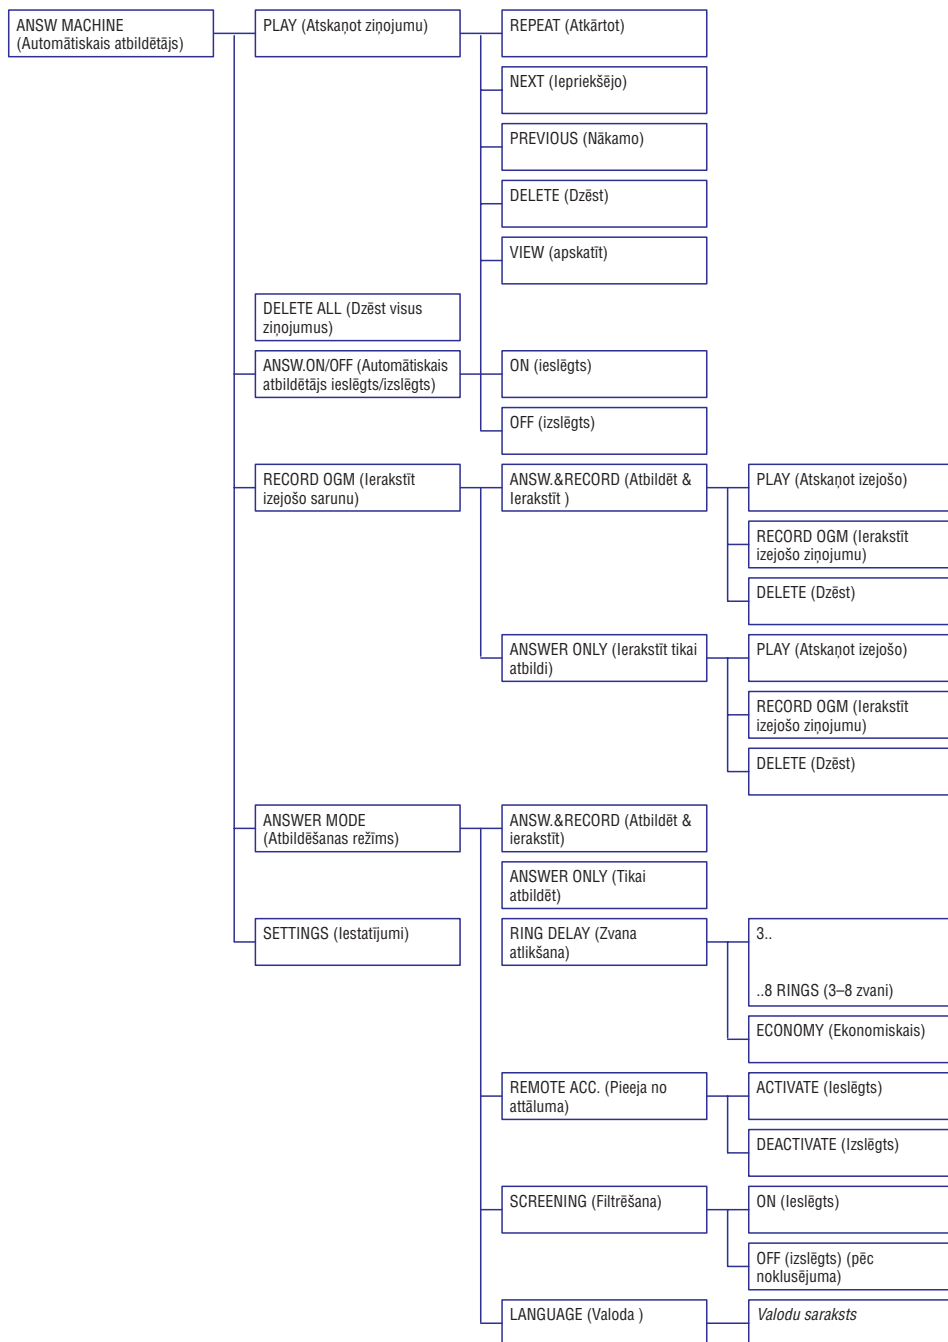 ANSW MACHINE
(Automātiskais atbildētājs)
PLAY (Atskaņot ziņojumu)
REPEAT (Atkārtot)
NEXT (Iepriekšējo)
PREVIOUS (Nākamo)
DELETE (Dzēst)
VIEW (apskatīt)
DELETE ALL (Dzēst visus
ziņojumus)
ANSW.ON/OFF (Automātiskais
atbildētājs ieslēgts/izslēgts)
ON (ieslēgts)
OFF (izslēgts)
RECORD OGM (Ierakstīt
izejošo sarunu)
ANSW.&RECORD (Atbildēt &
Ierakstīt )
PLAY (Atskaņot izejošo)
RECORD OGM (Ierakstīt
izejošo ziņojumu)
DELETE (Dzēst)
ANSWER ONLY (Ierakstīt tikai
atbildi)
PLAY (Atskaņot izejošo)
RECORD OGM (Ierakstīt
izejošo ziņojumu)
DELETE (Dzēst)
ANSWER MODE
(Atbildēšanas režīms)
ANSW.&RECORD (Atbildēt &
ierakstīt)
ANSWER ONLY (Tikai
atbildēt)
SETTINGS (Iestatījumi)
RING DELAY (Zvana
atlikšana)
3..
..8 RINGS (3–8 zvani)
ECONOMY (Ekonomiskais)
REMOTE ACC. (Pieeja no
attāluma)
ACTIVATE (Ieslēgts)
DEACTIVATE (Izslēgts)
SCREENING (Filtrēšana)
ON (Ieslēgts)
OFF (izslēgts) (pēc
noklusējuma)
LANGUAGE (Valoda )
Valodu saraksts